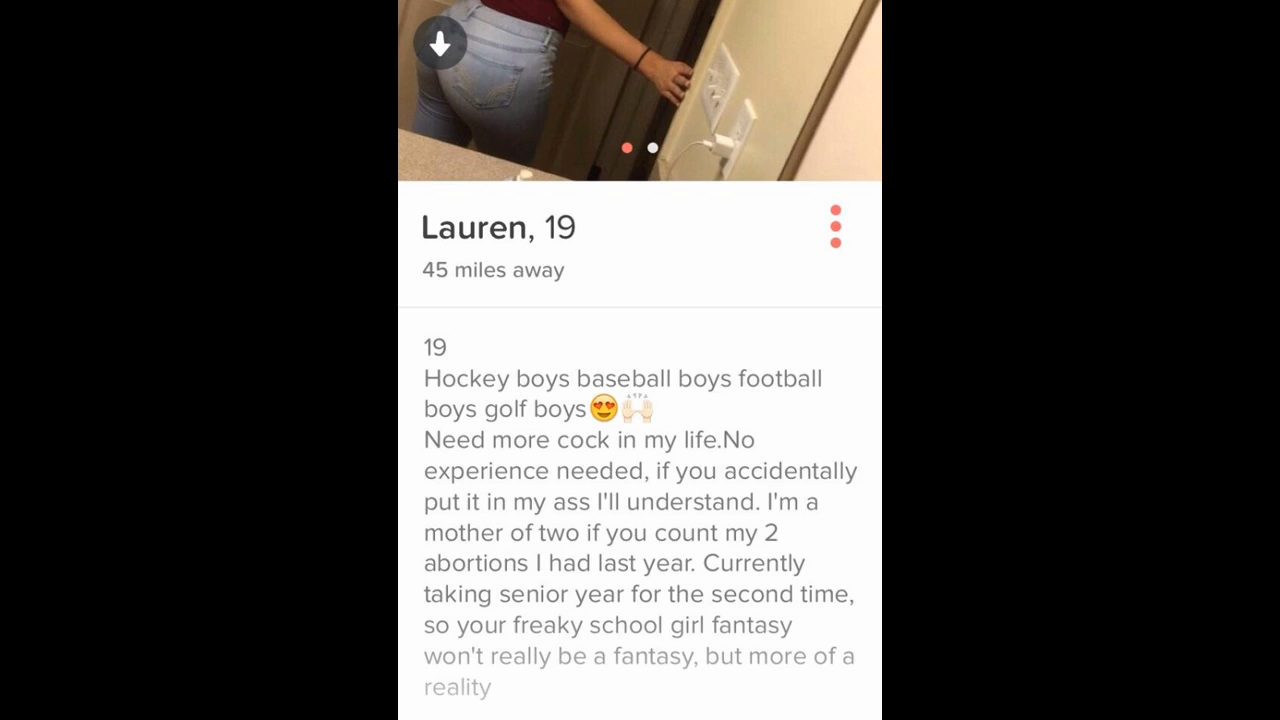 Lauren, 19
45 miles away
19
Hockey boys baseball boys football
boys golf boys😍🙌🏻
Need more cock in my life.No
experience needed, if you accidentally
put it in my ass I'll understand. I'm a
mother of two if you count my 2
abortions I had last year. Currently
taking senior year for the second time,
so your freaky school girl fantasy
won't really be a fantasy, but more of a
reality